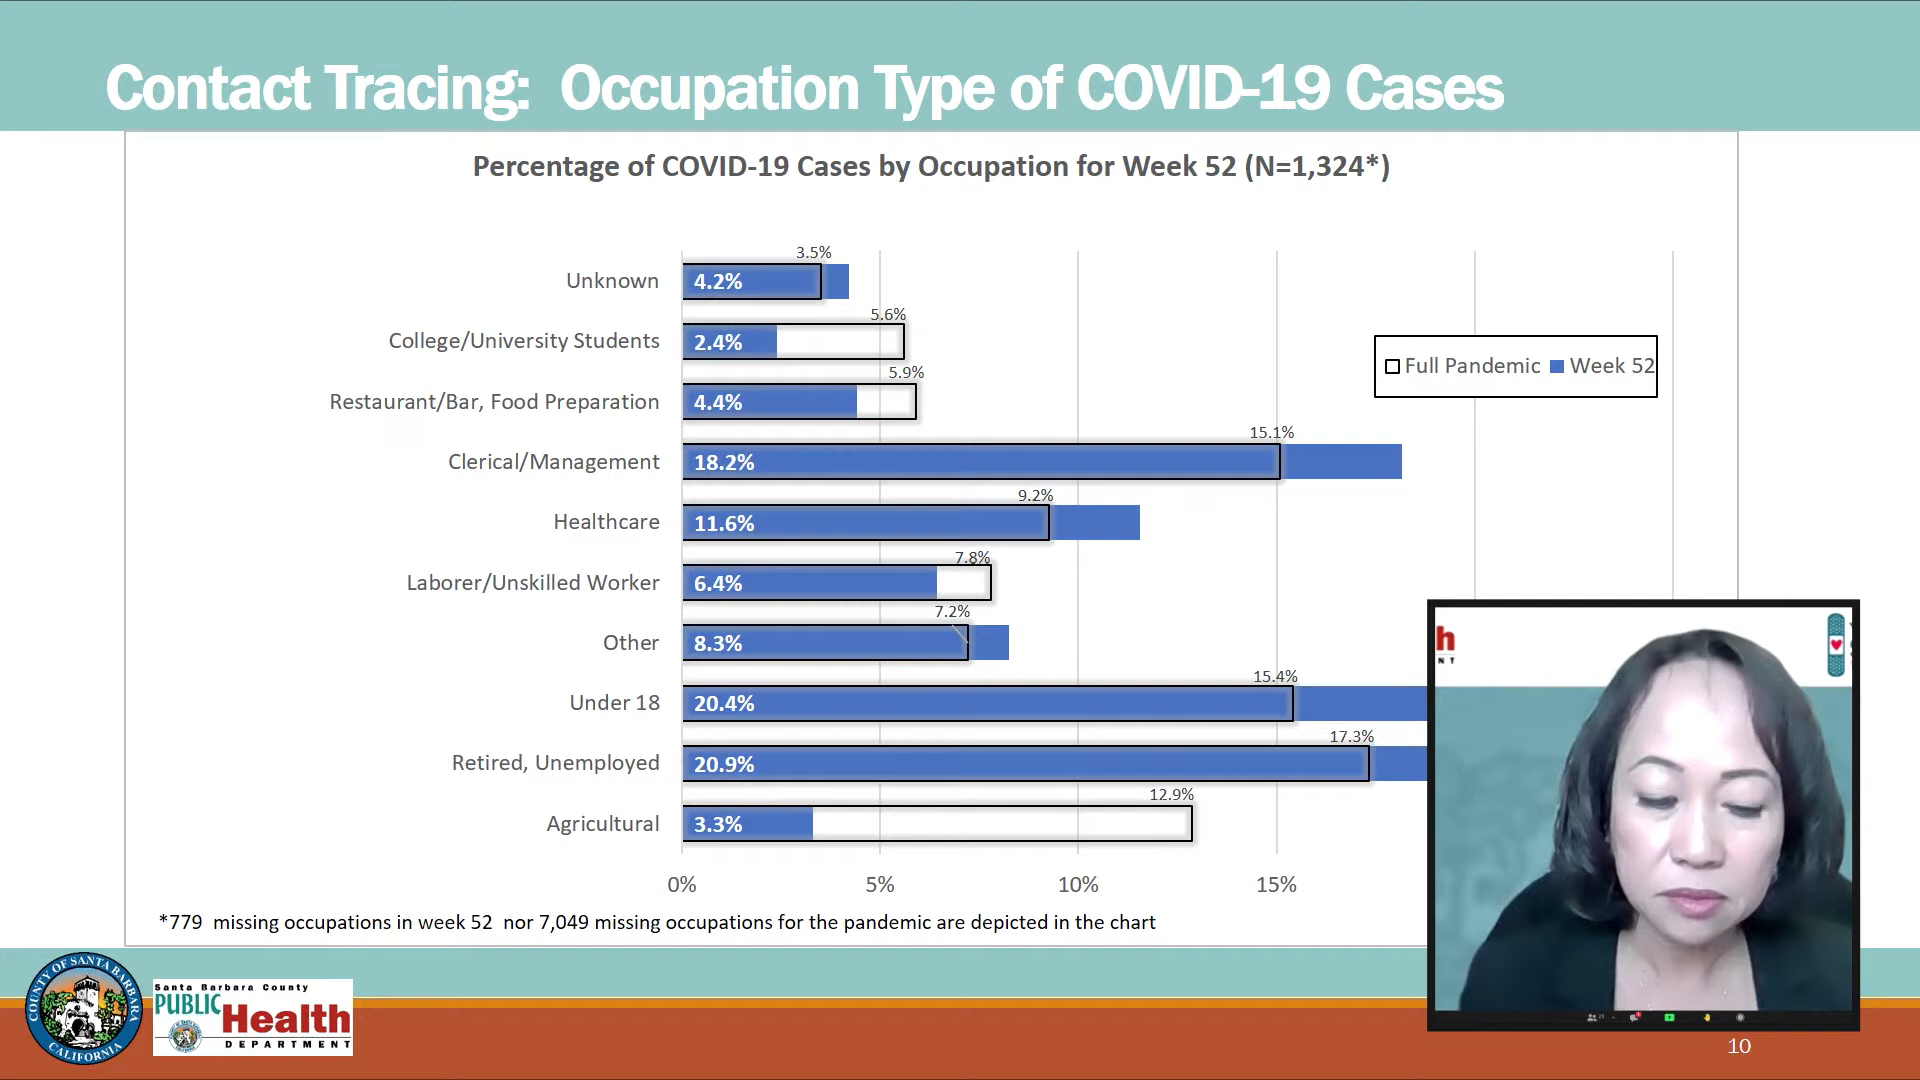 Contact Tracing: Occupation Type of COVID-19 Cases
Percentage of COVID-19 Cases by Occupation for Week 52 (N=1,324*)
3.5%
Unknown 4.2%
5.6%
College/University Students 2.4%
Full Pandemic Week 52
5.9%
Restaurant/Bar, Food Preparation 4.4%
15.1%
Clerical/Management 18.2%
9.2%
Healthcare 11.6%
7.8%
Laborer/Unskilled Worker 6.4%
7.2%
Other 8.3%
15.4%
Under 18 20.4%
17.3%
Retired, Unemployed 20.9%
12.9%
Agricultural 3.3%
0% 5% 10% 15%
*779 missing occupations in week 52 nor 7,049 missing occupations for the pandemic are depicted in the chart
h
NT
COUNTY OF SANTA BARBARA
CALIFORNIA
Santa Barbara County
PUBLIC
Health
DEPARTMENT
10